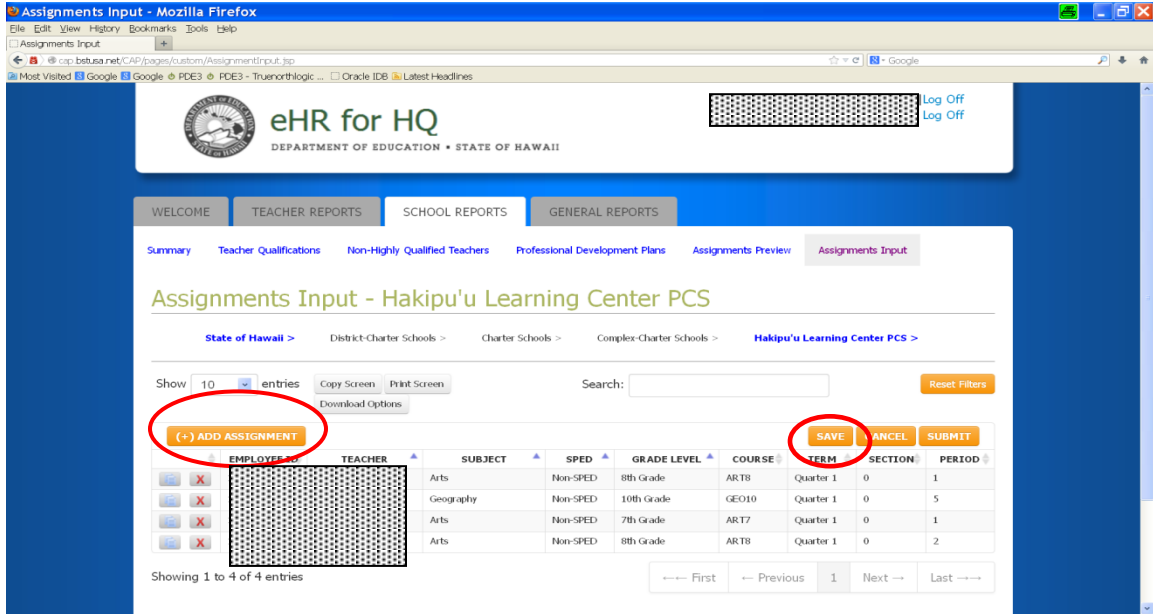 Assignments Input - Mozilla Firefox
File Edit View History Bookmarks Tools Help
Assignments Input +
cap.bstusa.net/CAP/pages/custom/AssignmentInput.jsp Google
Most Visited Google Google PDE3 PDE3 - Truenorthlogic ... Oracle IDB Latest Headlines
eHR for HQ
DEPARTMENT OF EDUCATION • STATE OF HAWAII
|Log Off
Log Off
WELCOME TEACHER REPORTS SCHOOL REPORTS GENERAL REPORTS
Summary Teacher Qualifications Non-Highly Qualified Teachers Professional Development Plans Assignments Preview Assignments Input
Assignments Input - Hakipu'u Learning Center PCS
State of Hawaii > District-Charter Schools > Charter Schools > Complex-Charter Schools > Hakipu'u Learning Center PCS >
Show 10 entries Copy Screen Print Screen Search: Reset Filters
Download Options
(+) ADD ASSIGNMENT SAVE CANCEL SUBMIT
EMPLOYEE ID TEACHER SUBJECT SPED GRADE LEVEL COURSE TERM SECTION PERIOD
X Arts Non-SPED 8th Grade ART8 Quarter 1 0 1
X Geography Non-SPED 10th Grade GEO10 Quarter 1 0 5
X Arts Non-SPED 7th Grade ART7 Quarter 1 0 1
X Arts Non-SPED 8th Grade ART8 Quarter 1 0 2
Showing 1 to 4 of 4 entries ←← First ← Previous 1 Next → Last →→